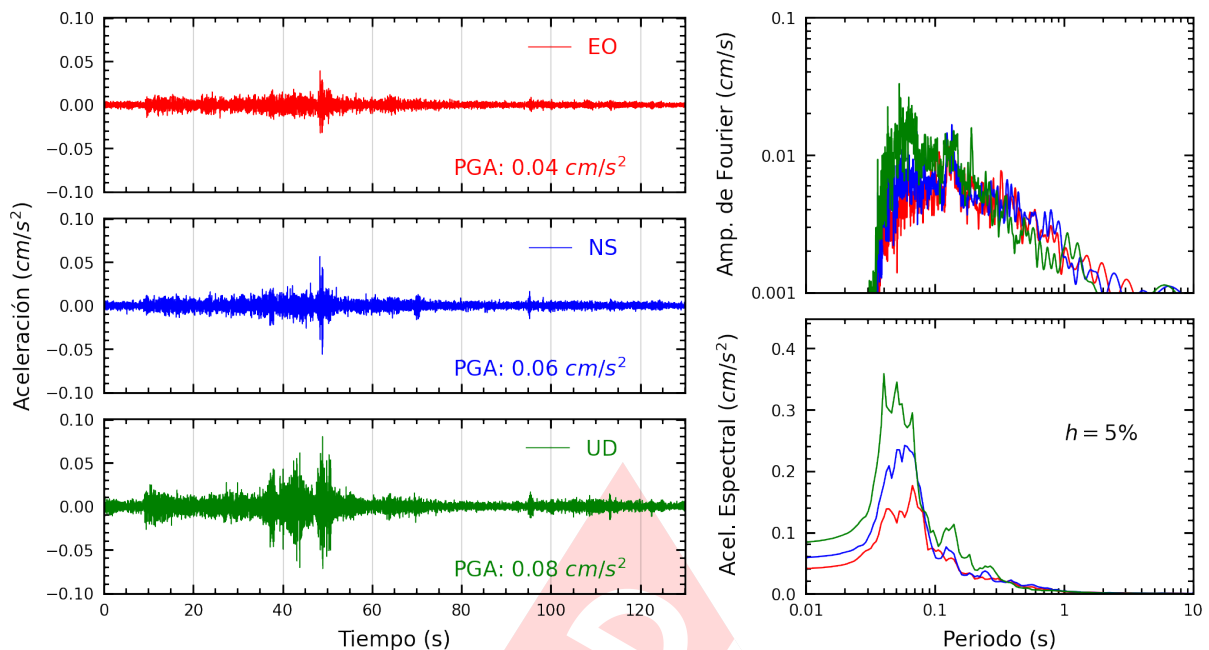 Aceleración (cm/s²)
0.10
0.05
0.00
−0.05
−0.10
EO
PGA: 0.04 cm/s²
0.10
0.05
0.00
−0.05
−0.10
NS
PGA: 0.06 cm/s²
0.10
0.05
0.00
−0.05
−0.10
UD
PGA: 0.08 cm/s²
0 20 40 60 80 100 120
Tiempo (s)
Amp. de Fourier (cm/s)
0.1
0.01
0.001
Acel. Espectral (cm/s²)
0.4
0.3
0.2
0.1
0.0
h = 5%
0.01 0.1 1 10
Periodo (s)